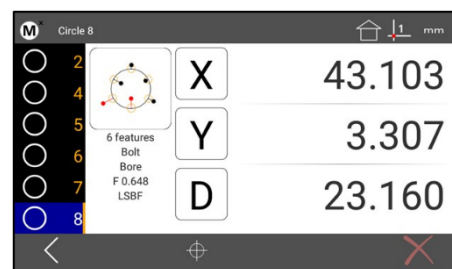 M x Circle 8 1 mm
2
4
5
6
7
8
6 features
Bolt
Bore
F 0.648
LSBF
X 43.103
Y 3.307
D 23.160